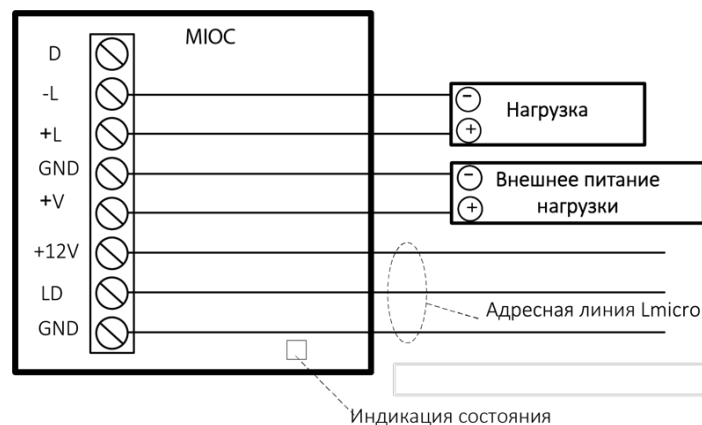 MIOC
D
-L
+L
GND
+V
+12V
LD
GND
Нагрузка
Внешнее питание
нагрузки
Адресная линия Lmicro
Индикация состояния